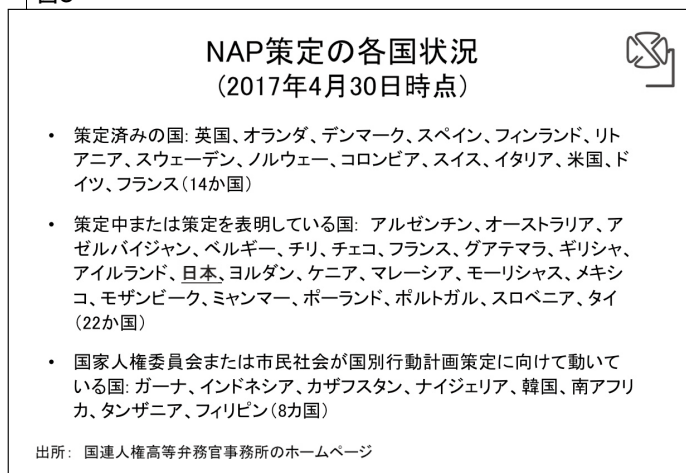 NAP策定の各国状況
(2017年4月30日時点)
• 策定済みの国: 英国、オランダ、デンマーク、スペイン、フィンランド、リト
アニア、スウェーデン、ノルウェー、コロンビア、スイス、イタリア、米国、ド
イツ、フランス(14か国)
• 策定中または策定を表明している国: アルゼンチン、オーストラリア、ア
ゼルバイジャン、ベルギー、チリ、チェコ、フランス、グアテマラ、ギリシャ、
アイルランド、日本、ヨルダン、ケニア、マレーシア、モーリシャス、メキシ
コ、モザンビーク、ミャンマー、ポーランド、ポルトガル、スロベニア、タイ
(22か国)
• 国家人権委員会または市民社会が国別行動計画策定に向けて動いて
いる国: ガーナ、インドネシア、カザフスタン、ナイジェリア、韓国、南アフリ
カ、タンザニア、フィリピン(8カ国)
出所: 国連人権高等弁務官事務所のホームページ